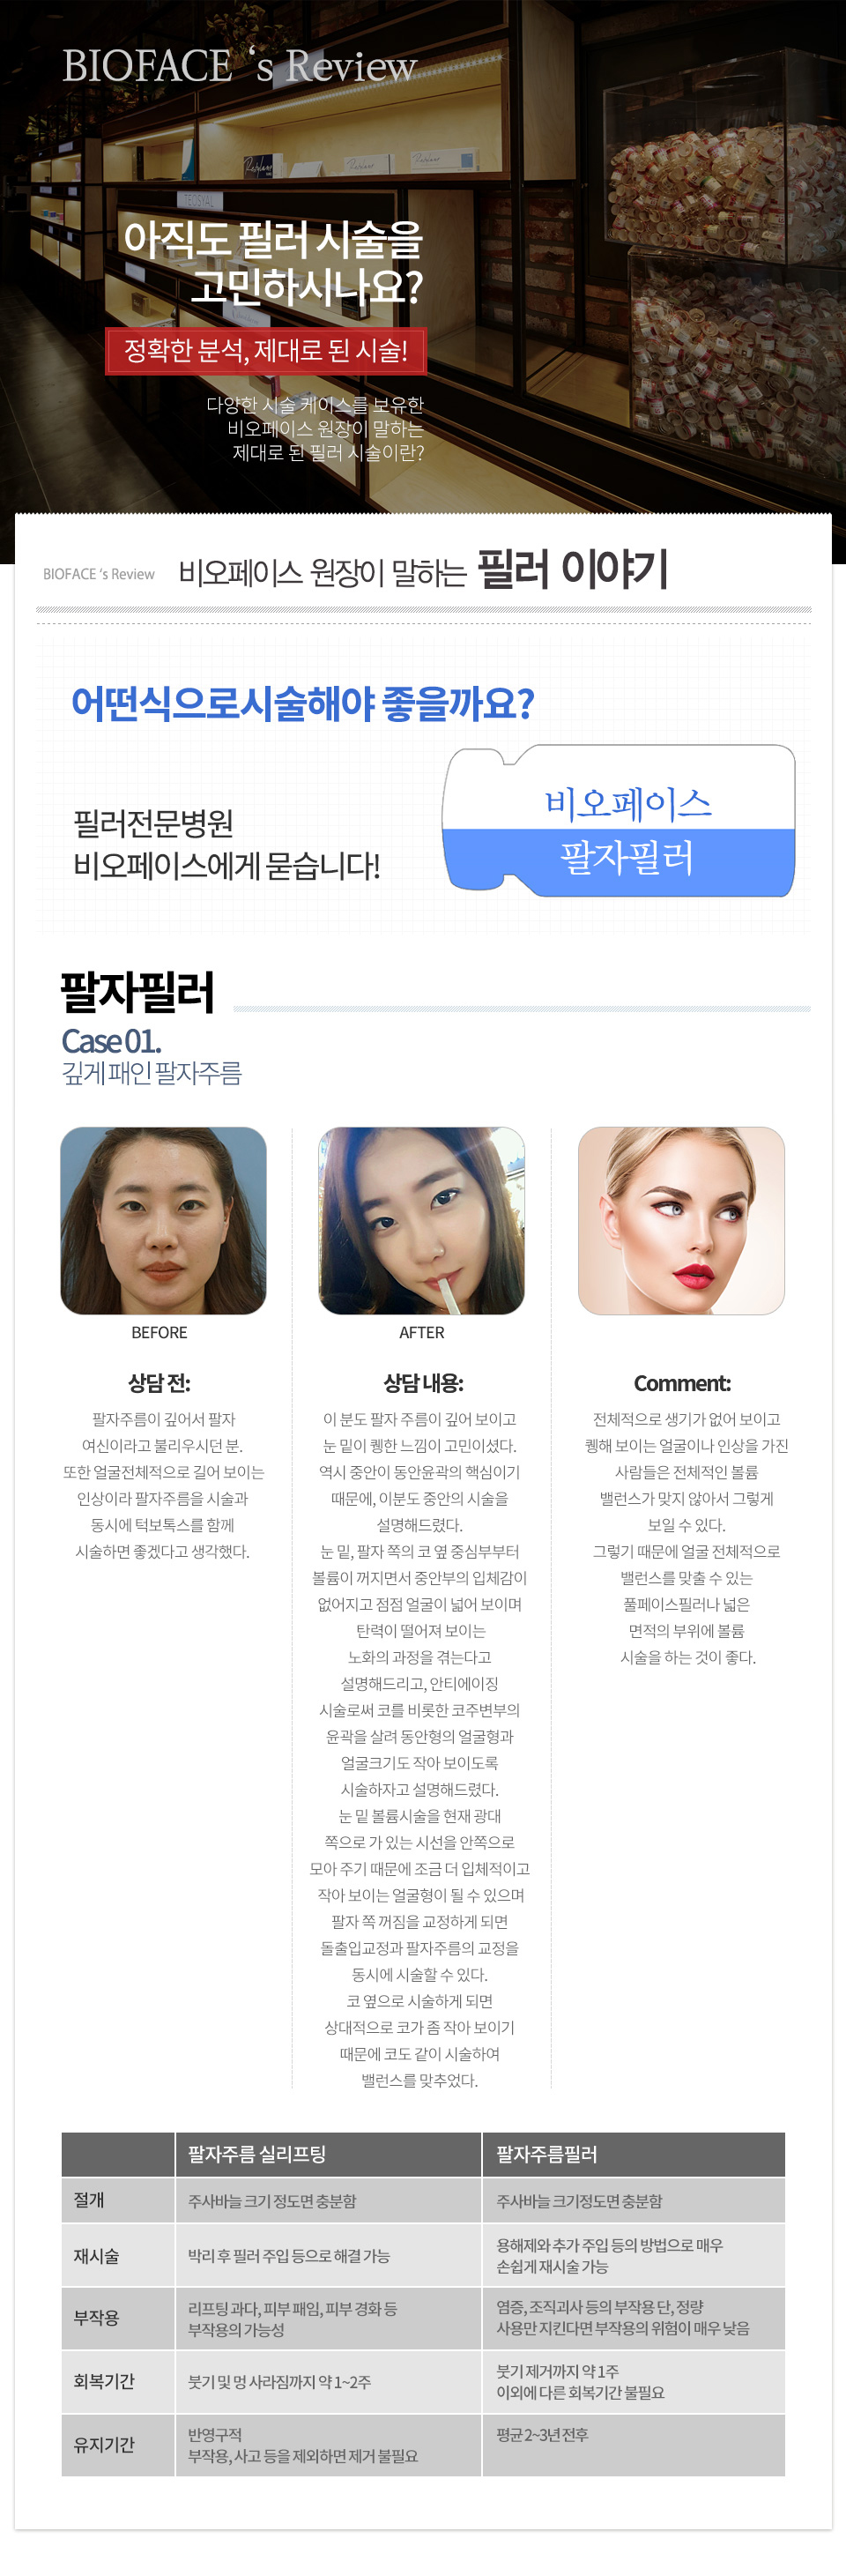 BIOFACE 's Review
Restylane
TEOSYAL
아직도 필러 시술을
고민하시나요?
정확한 분석, 제대로 된 시술!
다양한 시술 케이스를 보유한
비오페이스 원장이 말하는
제대로 된 필러 시술이란?
BIOFACE 's Review 비오페이스 원장이 말하는 필러 이야기
어떤식으로시술해야 좋을까요?
필러전문병원
비오페이스에게 묻습니다!
비오페이스
팔자필러
팔자필러
Case 01.
깊게 패인 팔자주름
BEFORE
상담 전:
팔자주름이 깊어서 팔자
여신이라고 불리우시던 분.
또한 얼굴전체적으로 길어 보이는
인상이라 팔자주름을 시술과
동시에 턱보톡스를 함께
시술하면 좋겠다고 생각했다.
AFTER
상담 내용:
이 분도 팔자 주름이 깊어 보이고
눈 밑이 퀭한 느낌이 고민이셨다.
역시 중안이 동안윤곽의 핵심이기
때문에, 이분도 중안의 시술을
설명해드렸다.
눈 밑, 팔자 쪽의 코 옆 중심부부터
볼륨이 꺼지면서 중안부의 입체감이
없어지고 점점 얼굴이 넓어 보이며
탄력이 떨어져 보이는
노화의 과정을 겪는다고
설명해드리고, 안티에이징
시술로써 코를 비롯한 코주변부의
윤곽을 살려 동안형의 얼굴형과
얼굴크기도 작아 보이도록
시술하자고 설명해드렸다.
눈 밑 볼륨시술을 현재 광대
쪽으로 가 있는 시선을 안쪽으로
모아 주기 때문에 조금 더 입체적이고
작아 보이는 얼굴형이 될 수 있으며
팔자 쪽 꺼짐을 교정하게 되면
돌출입교정과 팔자주름의 교정을
동시에 시술할 수 있다.
코 옆으로 시술하게 되면
상대적으로 코가 좀 작아 보이기
때문에 코도 같이 시술하여
밸런스를 맞추었다.
Comment:
전체적으로 생기가 없어 보이고
퀭해 보이는 얼굴이나 인상을 가진
사람들은 전체적인 볼륨
밸런스가 맞지 않아서 그렇게
보일 수 있다.
그렇기 때문에 얼굴 전체적으로
밸런스를 맞출 수 있는
풀페이스필러나 넓은
면적의 부위에 볼륨
시술을 하는 것이 좋다.
팔자주름 실리프팅 팔자주름필러
절개 주사바늘 크기 정도면 충분함 주사바늘 크기정도면 충분함
재시술 박리 후 필러 주입 등으로 해결 가능 용해제와 추가 주입 등의 방법으로 매우
손쉽게 재시술 가능
부작용 리프팅 과다, 피부 패임, 피부 경화 등
부작용의 가능성
염증, 조직괴사 등의 부작용 단, 정량
사용만 지킨다면 부작용의 위험이 매우 낮음
회복기간 붓기 및 멍 사라짐까지 약 1~2주
붓기 제거까지 약 1주
이외에 다른 회복기간 불필요
유지기간 반영구적
부작용, 사고 등을 제외하면 제거 불필요
평균 2~3년 전후